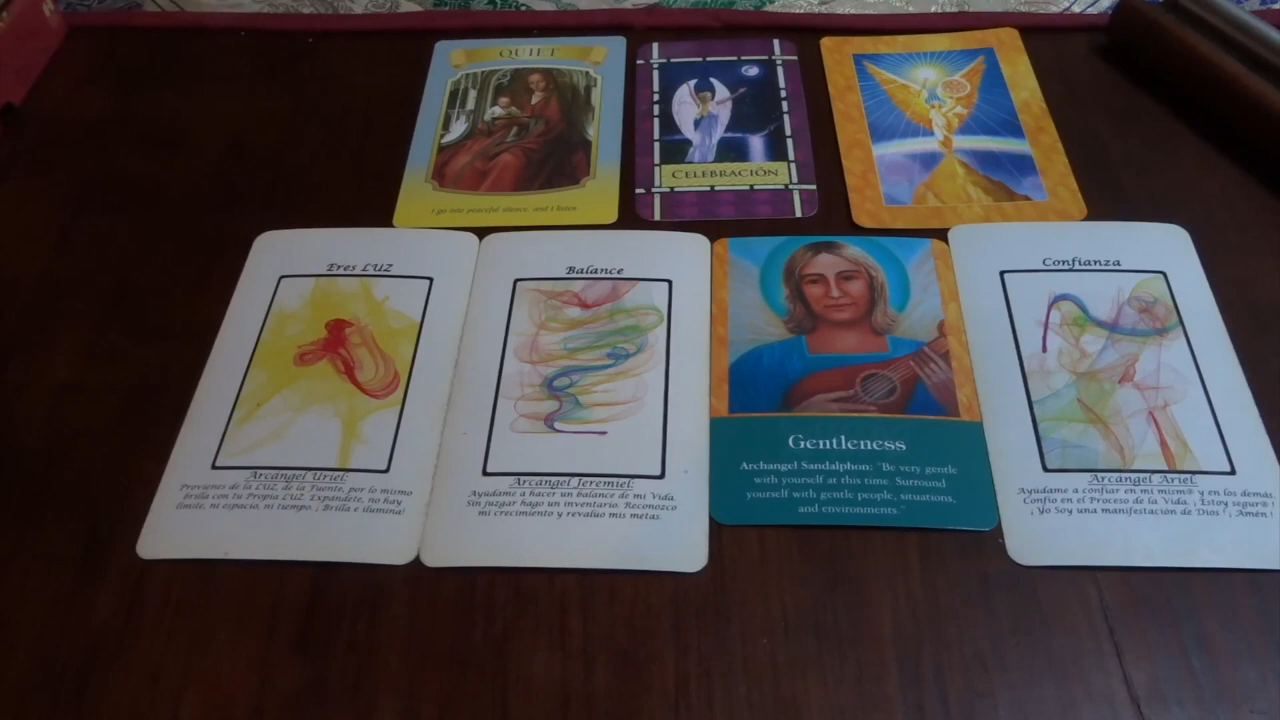 QUIET
I go into peaceful silence, and I listen.
CELEBRACIÓN
Eres LUZ
Arcángel Uriel:
Provienes de la LUZ, de la Fuente, por lo mismo
brilla con tu Propia LUZ. Expándete, no hay
límite, ni espacio, ni tiempo. ¡ Brilla e ilumina!
Balance
Arcángel Jeremiel:
Ayúdame a hacer un balance de mi Vida.
Sin juzgar hago un inventario. Reconozco
mi crecimiento y revalúo mis metas.
Gentleness
Archangel Sandalphon: "Be very gentle
with yourself at this time. Surround
yourself with gentle people, situations,
and environments."
Confianza
Arcángel Ariel:
Ayúdame a confiar en mi mism@ y en los demás.
Confío en el Proceso de la Vida. ¡ Estoy segur@ !
¡ Yo Soy una manifestación de Dios ! ¡ Amén !